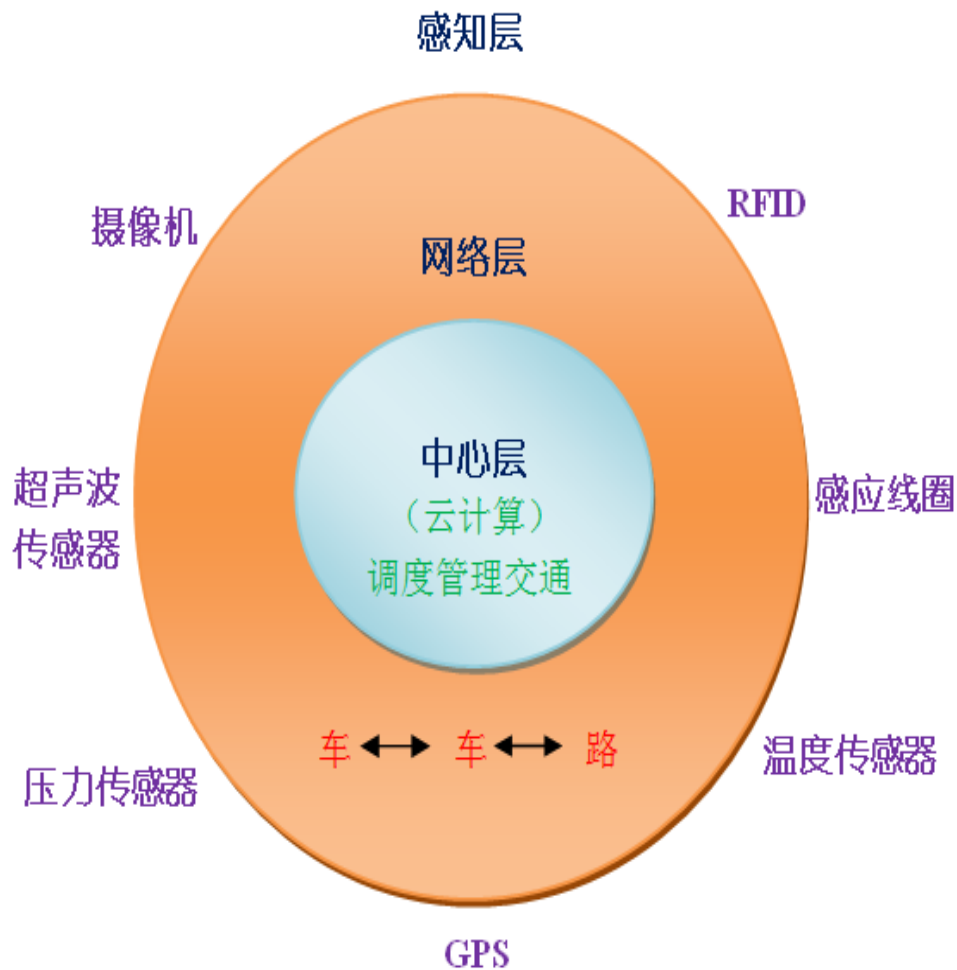 感知层
摄像机
RFID
网络层
中心层
（云计算）
调度管理交通
超声波
传感器
感应线圈
车 车 路
温度传感器
压力传感器
GPS